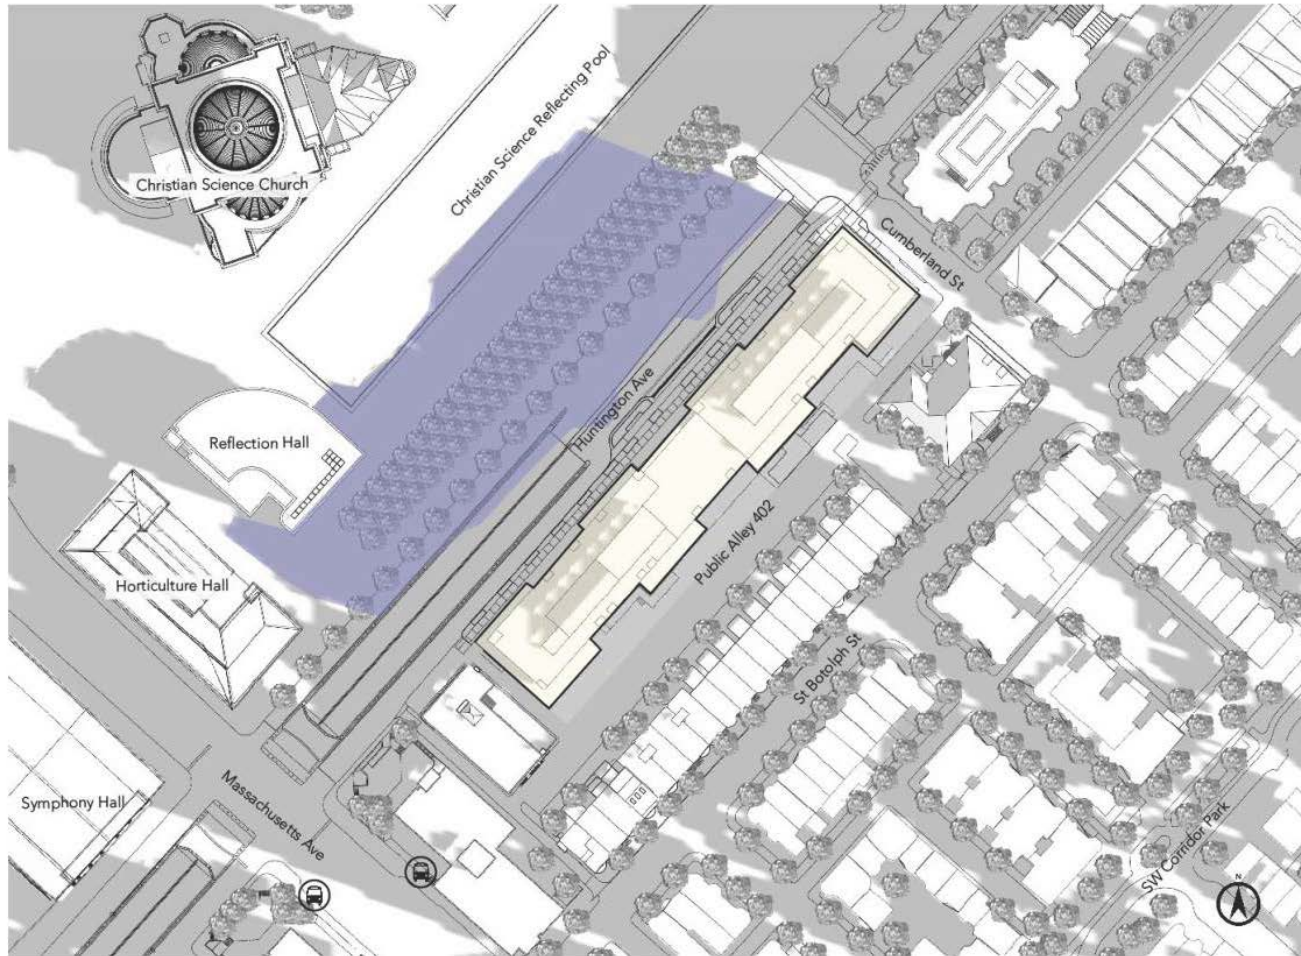 Christian Science Church
Christian Science Reflecting Pool
Cumberland St
Reflection Hall
Huntington Ave
Horticulture Hall
Public Alley 402
St Botolph St
Symphony Hall
Massachusetts Ave
SW Corridor Park
N